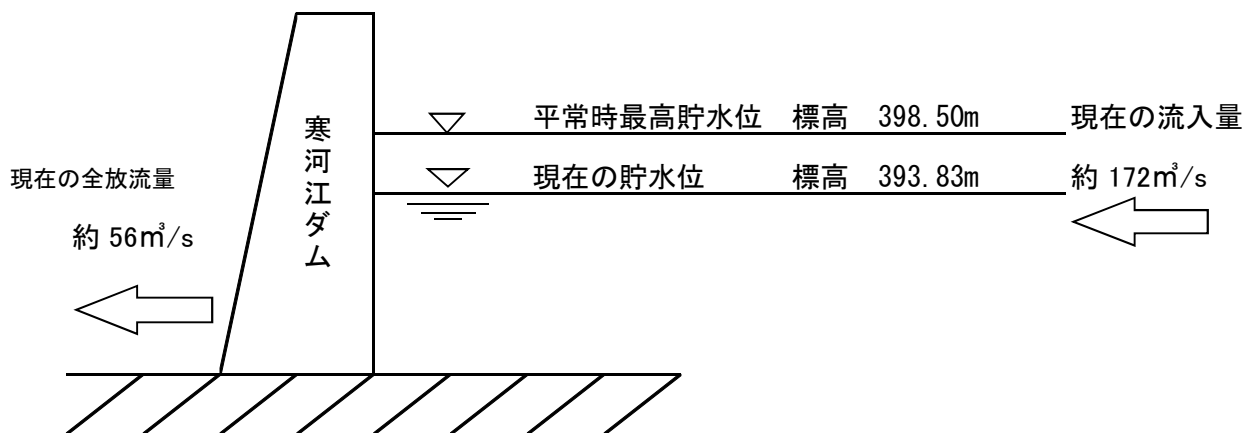 平常時最高貯水位 標高 398.50m 現在の流入量
現在の貯水位 標高 393.83m 約 172㎥/s
現在の全放流量
約 56㎥/s
寒河江ダム